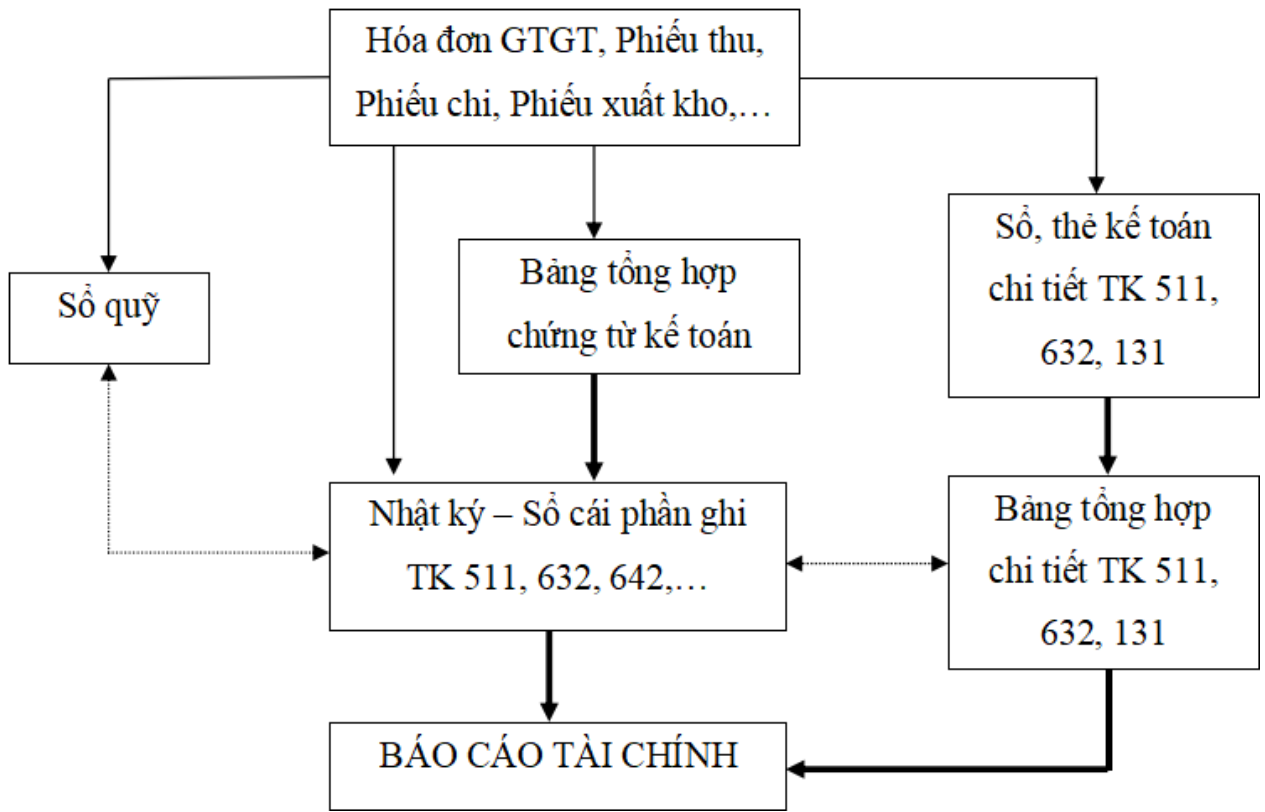 Hóa đơn GTGT, Phiếu thu,
Phiếu chi, Phiếu xuất kho,…
Sổ quỹ
Bảng tổng hợp
chứng từ kế toán
Sổ, thẻ kế toán
chi tiết TK 511,
632, 131
Nhật ký – Sổ cái phần ghi
TK 511, 632, 642,…
Bảng tổng hợp
chi tiết TK 511,
632, 131
BÁO CÁO TÀI CHÍNH